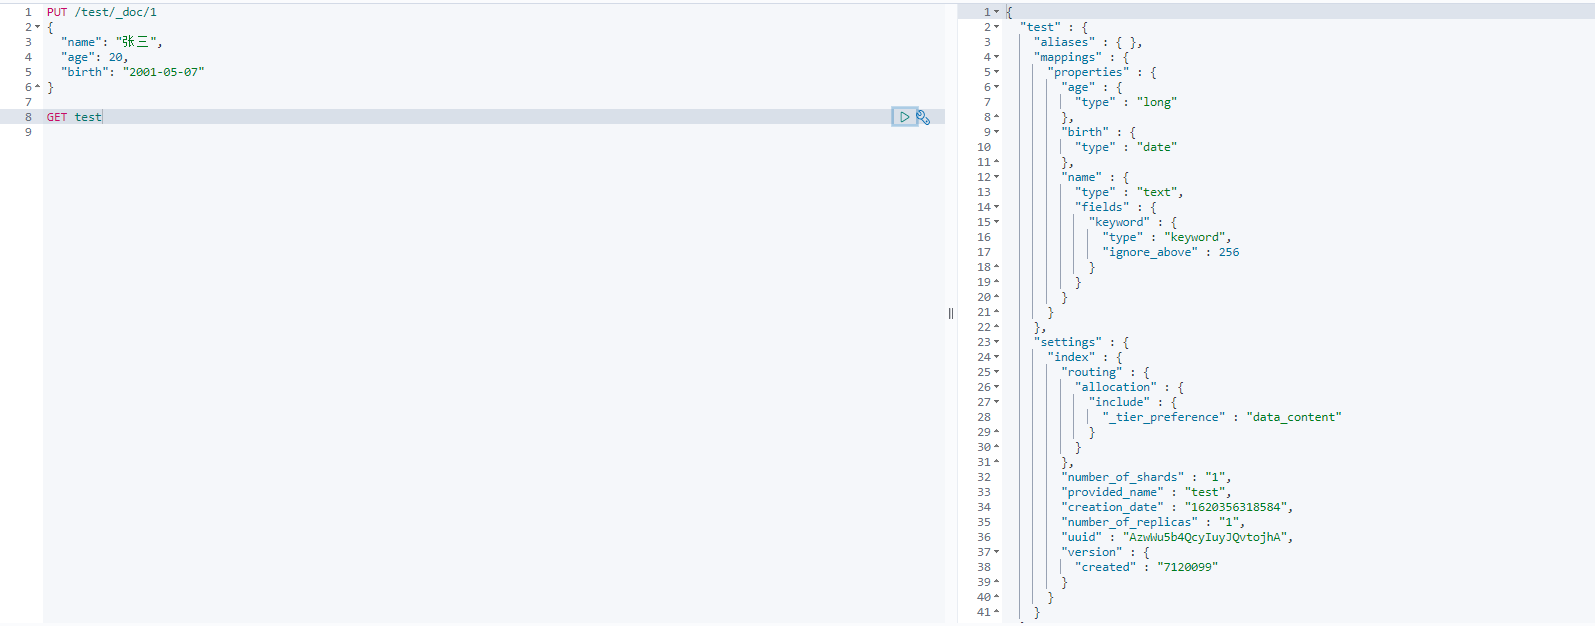 1 PUT /test/_doc/1
2 {
3 "name": "张三",
4 "age": 20,
5 "birth": "2001-05-07"
6 }
7
8 GET test
9
1 {
2 "test" : {
3 "aliases" : { },
4 "mappings" : {
5 "properties" : {
6 "age" : {
7 "type" : "long"
8 },
9 "birth" : {
10 "type" : "date"
11 },
12 "name" : {
13 "type" : "text",
14 "fields" : {
15 "keyword" : {
16 "type" : "keyword",
17 "ignore_above" : 256
18 }
19 }
20 }
21 }
22 },
23 "settings" : {
24 "index" : {
25 "routing" : {
26 "allocation" : {
27 "include" : {
28 "_tier_preference" : "data_content"
29 }
30 }
31 },
32 "number_of_shards" : "1",
33 "provided_name" : "test",
34 "creation_date" : "1620356318584",
35 "number_of_replicas" : "1",
36 "uuid" : "AzwWu5b4QcyIuyJQvtojhA",
37 "version" : {
38 "created" : "7120099"
39 }
40 }
41 }